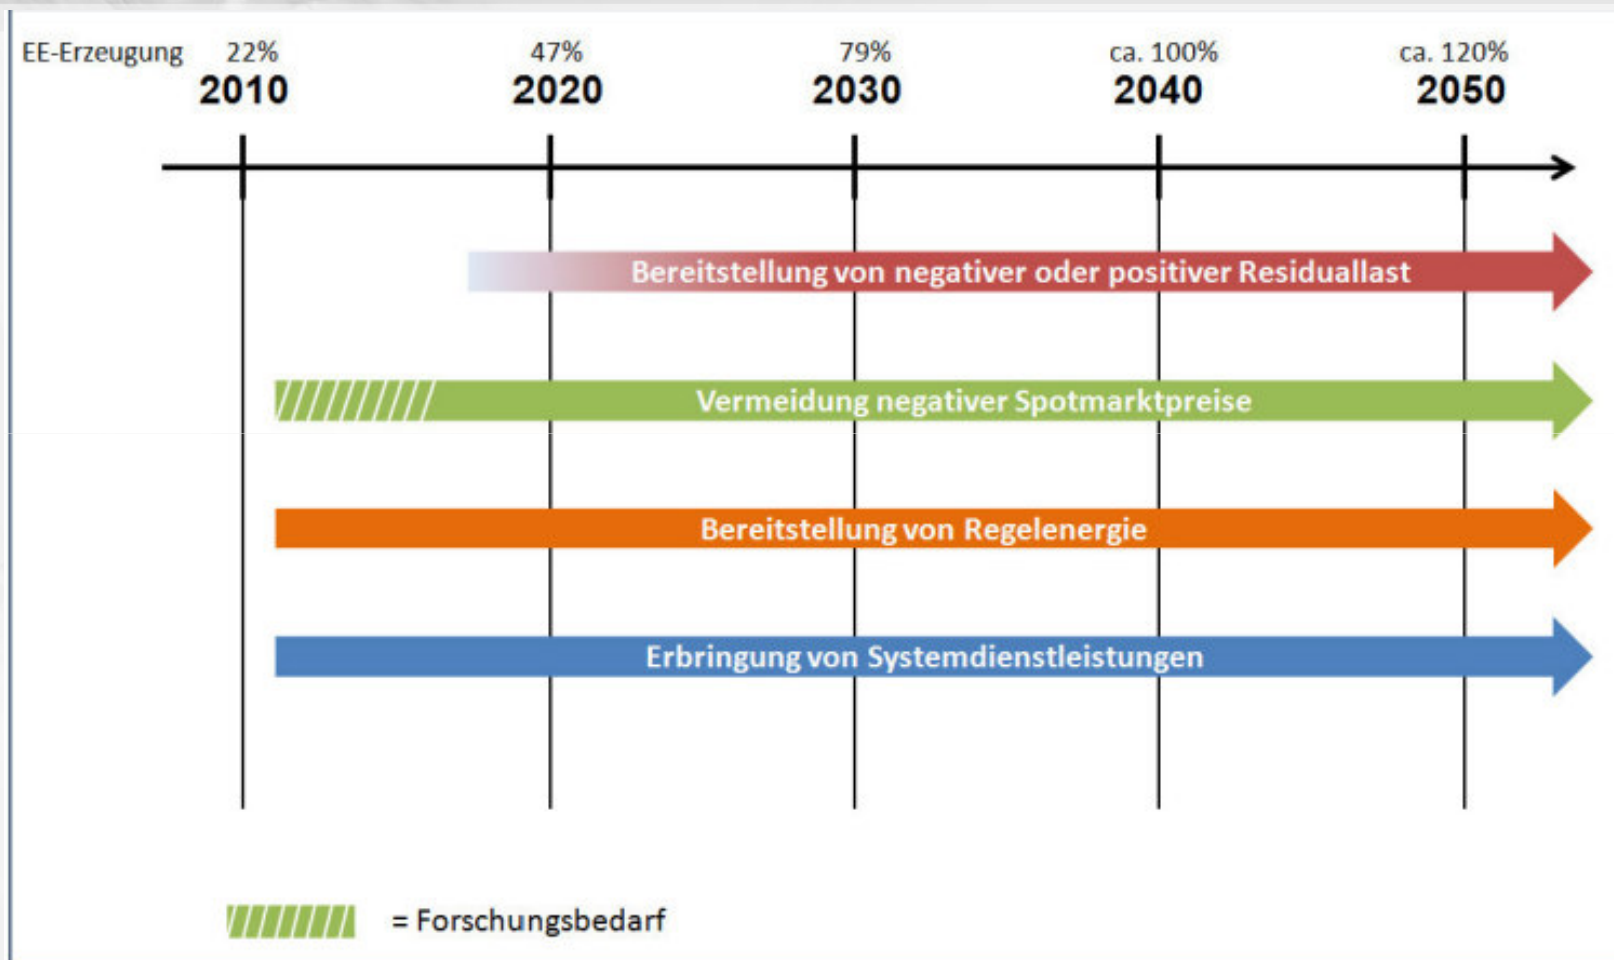 EE-Erzeugung 22% 47% 79% ca. 100% ca. 120%
2010 2020 2030 2040 2050
Bereitstellung von negativer oder positiver Residuallast
Vermeidung negativer Spotmarktpreise
Bereitstellung von Regelenergie
Erbringung von Systemdienstleistungen
= Forschungsbedarf